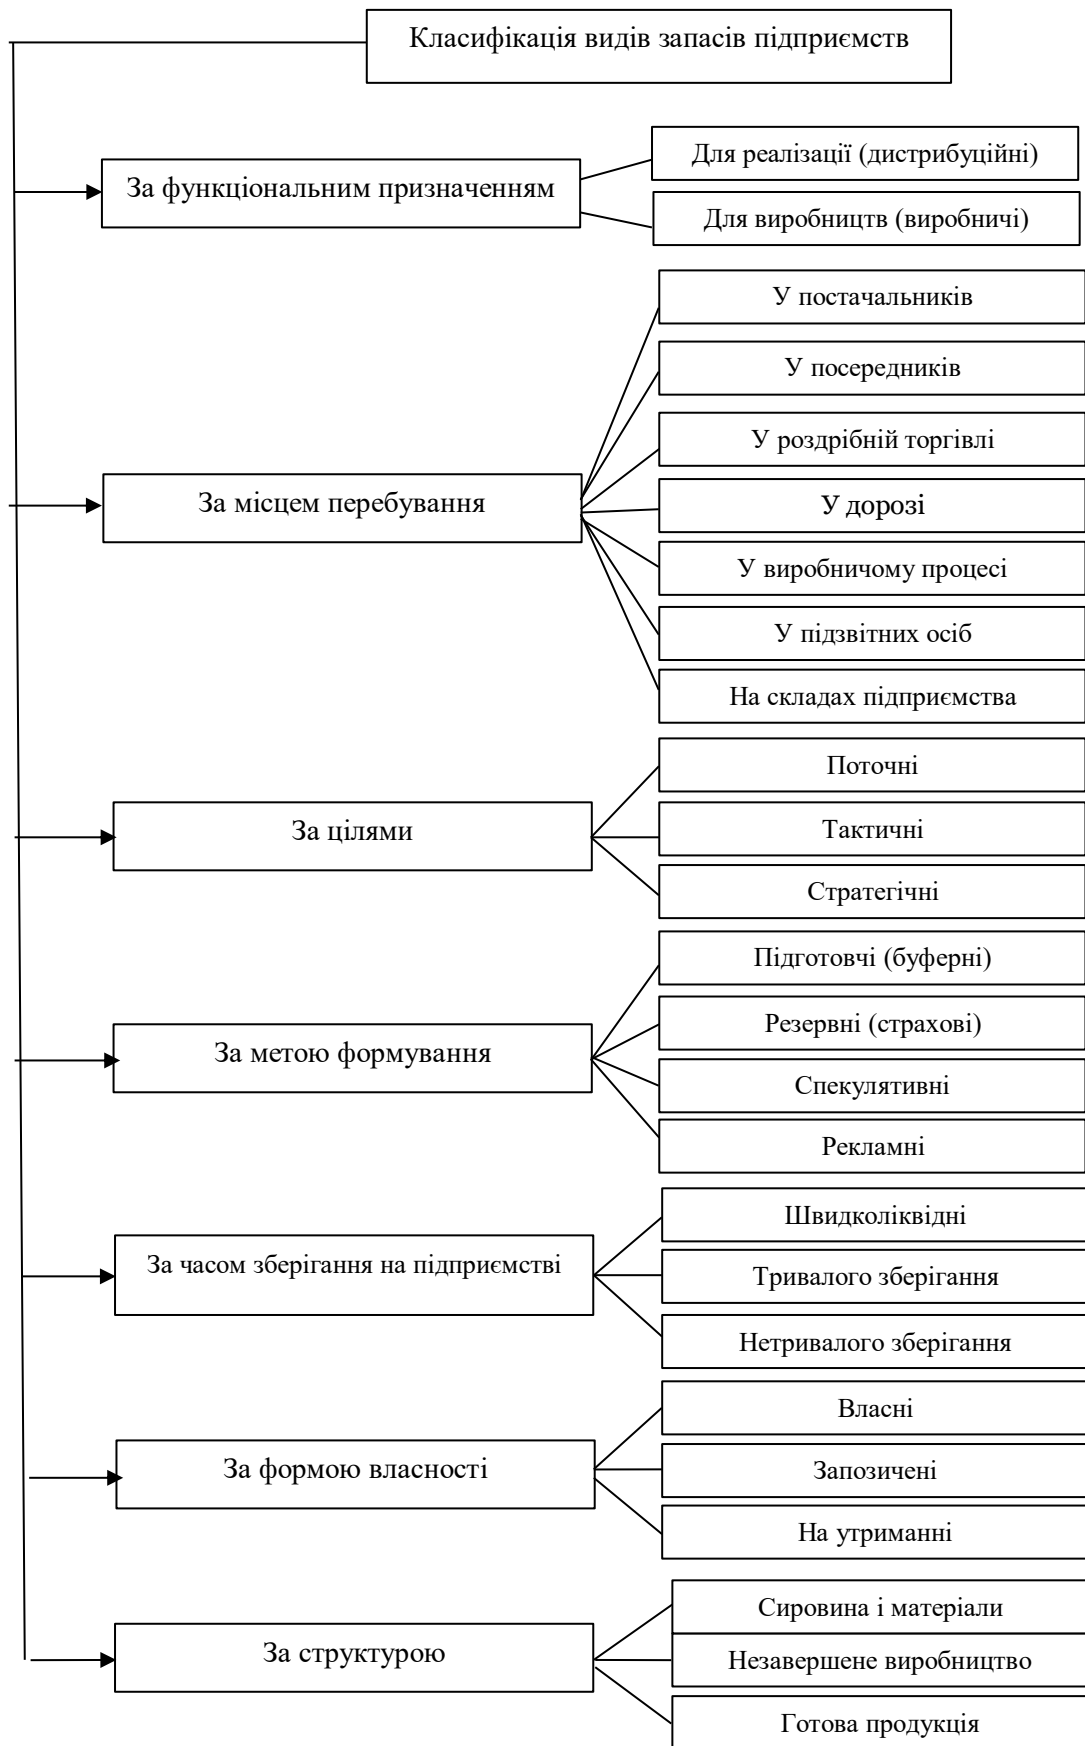 Класифікація видів запасів підприємств
За функціональним призначенням
Для реалізації (дистрибуційні)
Для виробництв (виробничі)
За місцем перебування
У постачальників
У посередників
У роздрібній торгівлі
У дорозі
У виробничому процесі
У підзвітних осіб
На складах підприємства
За цілями
Поточні
Тактичні
Стратегічні
За метою формування
Підготовчі (буферні)
Резервні (страхові)
Спекулятивні
Рекламні
За часом зберігання на підприємстві
Швидколіквідні
Тривалого зберігання
Нетривалого зберігання
За формою власності
Власні
Запозичені
На утриманні
За структурою
Сировина і матеріали
Незавершене виробництво
Готова продукція